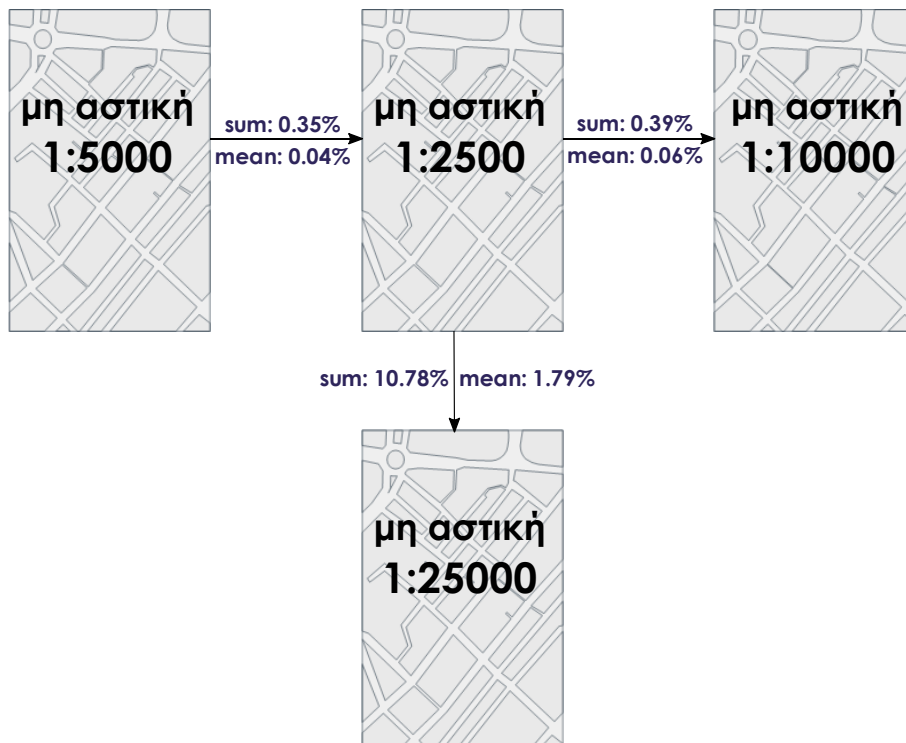 μη αστική
1:5000
sum: 0.35%
mean: 0.04%
μη αστική
1:2500
sum: 0.39%
mean: 0.06%
μη αστική
1:10000
sum: 10.78% mean: 1.79%
μη αστική
1:25000